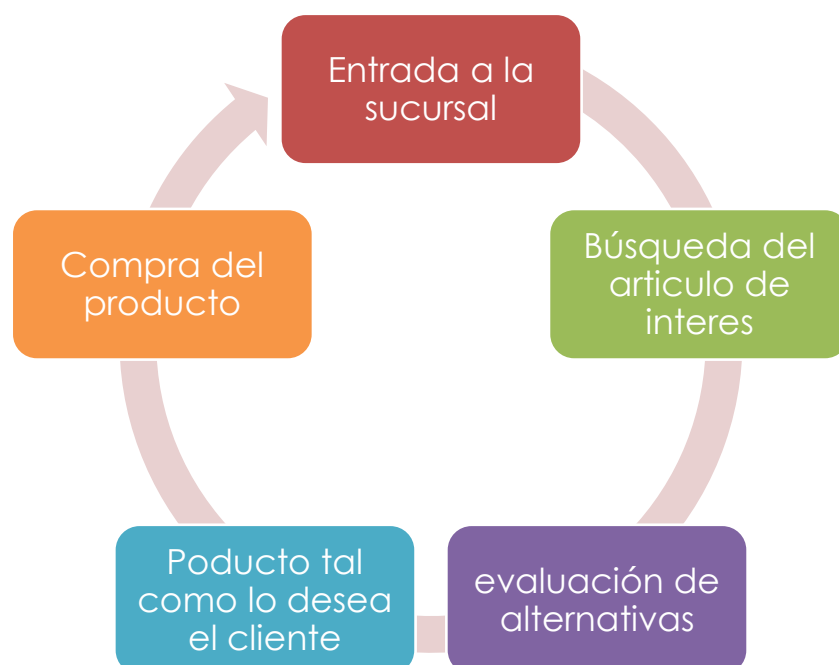 Entrada a la
sucursal
Búsqueda del
articulo de
interes
evaluación de
alternativas
Poducto tal
como lo desea
el cliente
Compra del
producto